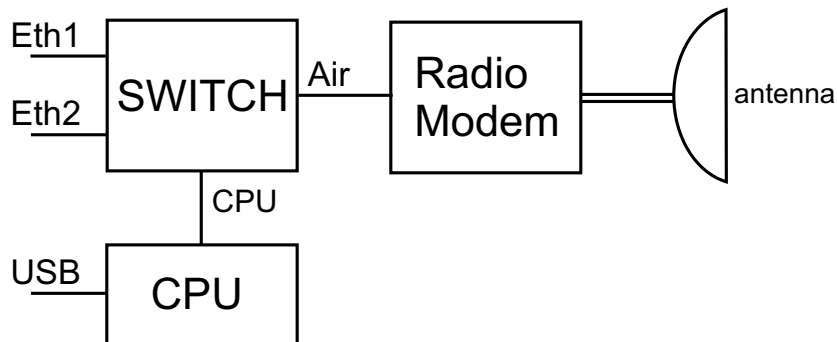 Eth1
Eth2
SWITCH
Air
Radio
Modem
antenna
CPU
USB
CPU